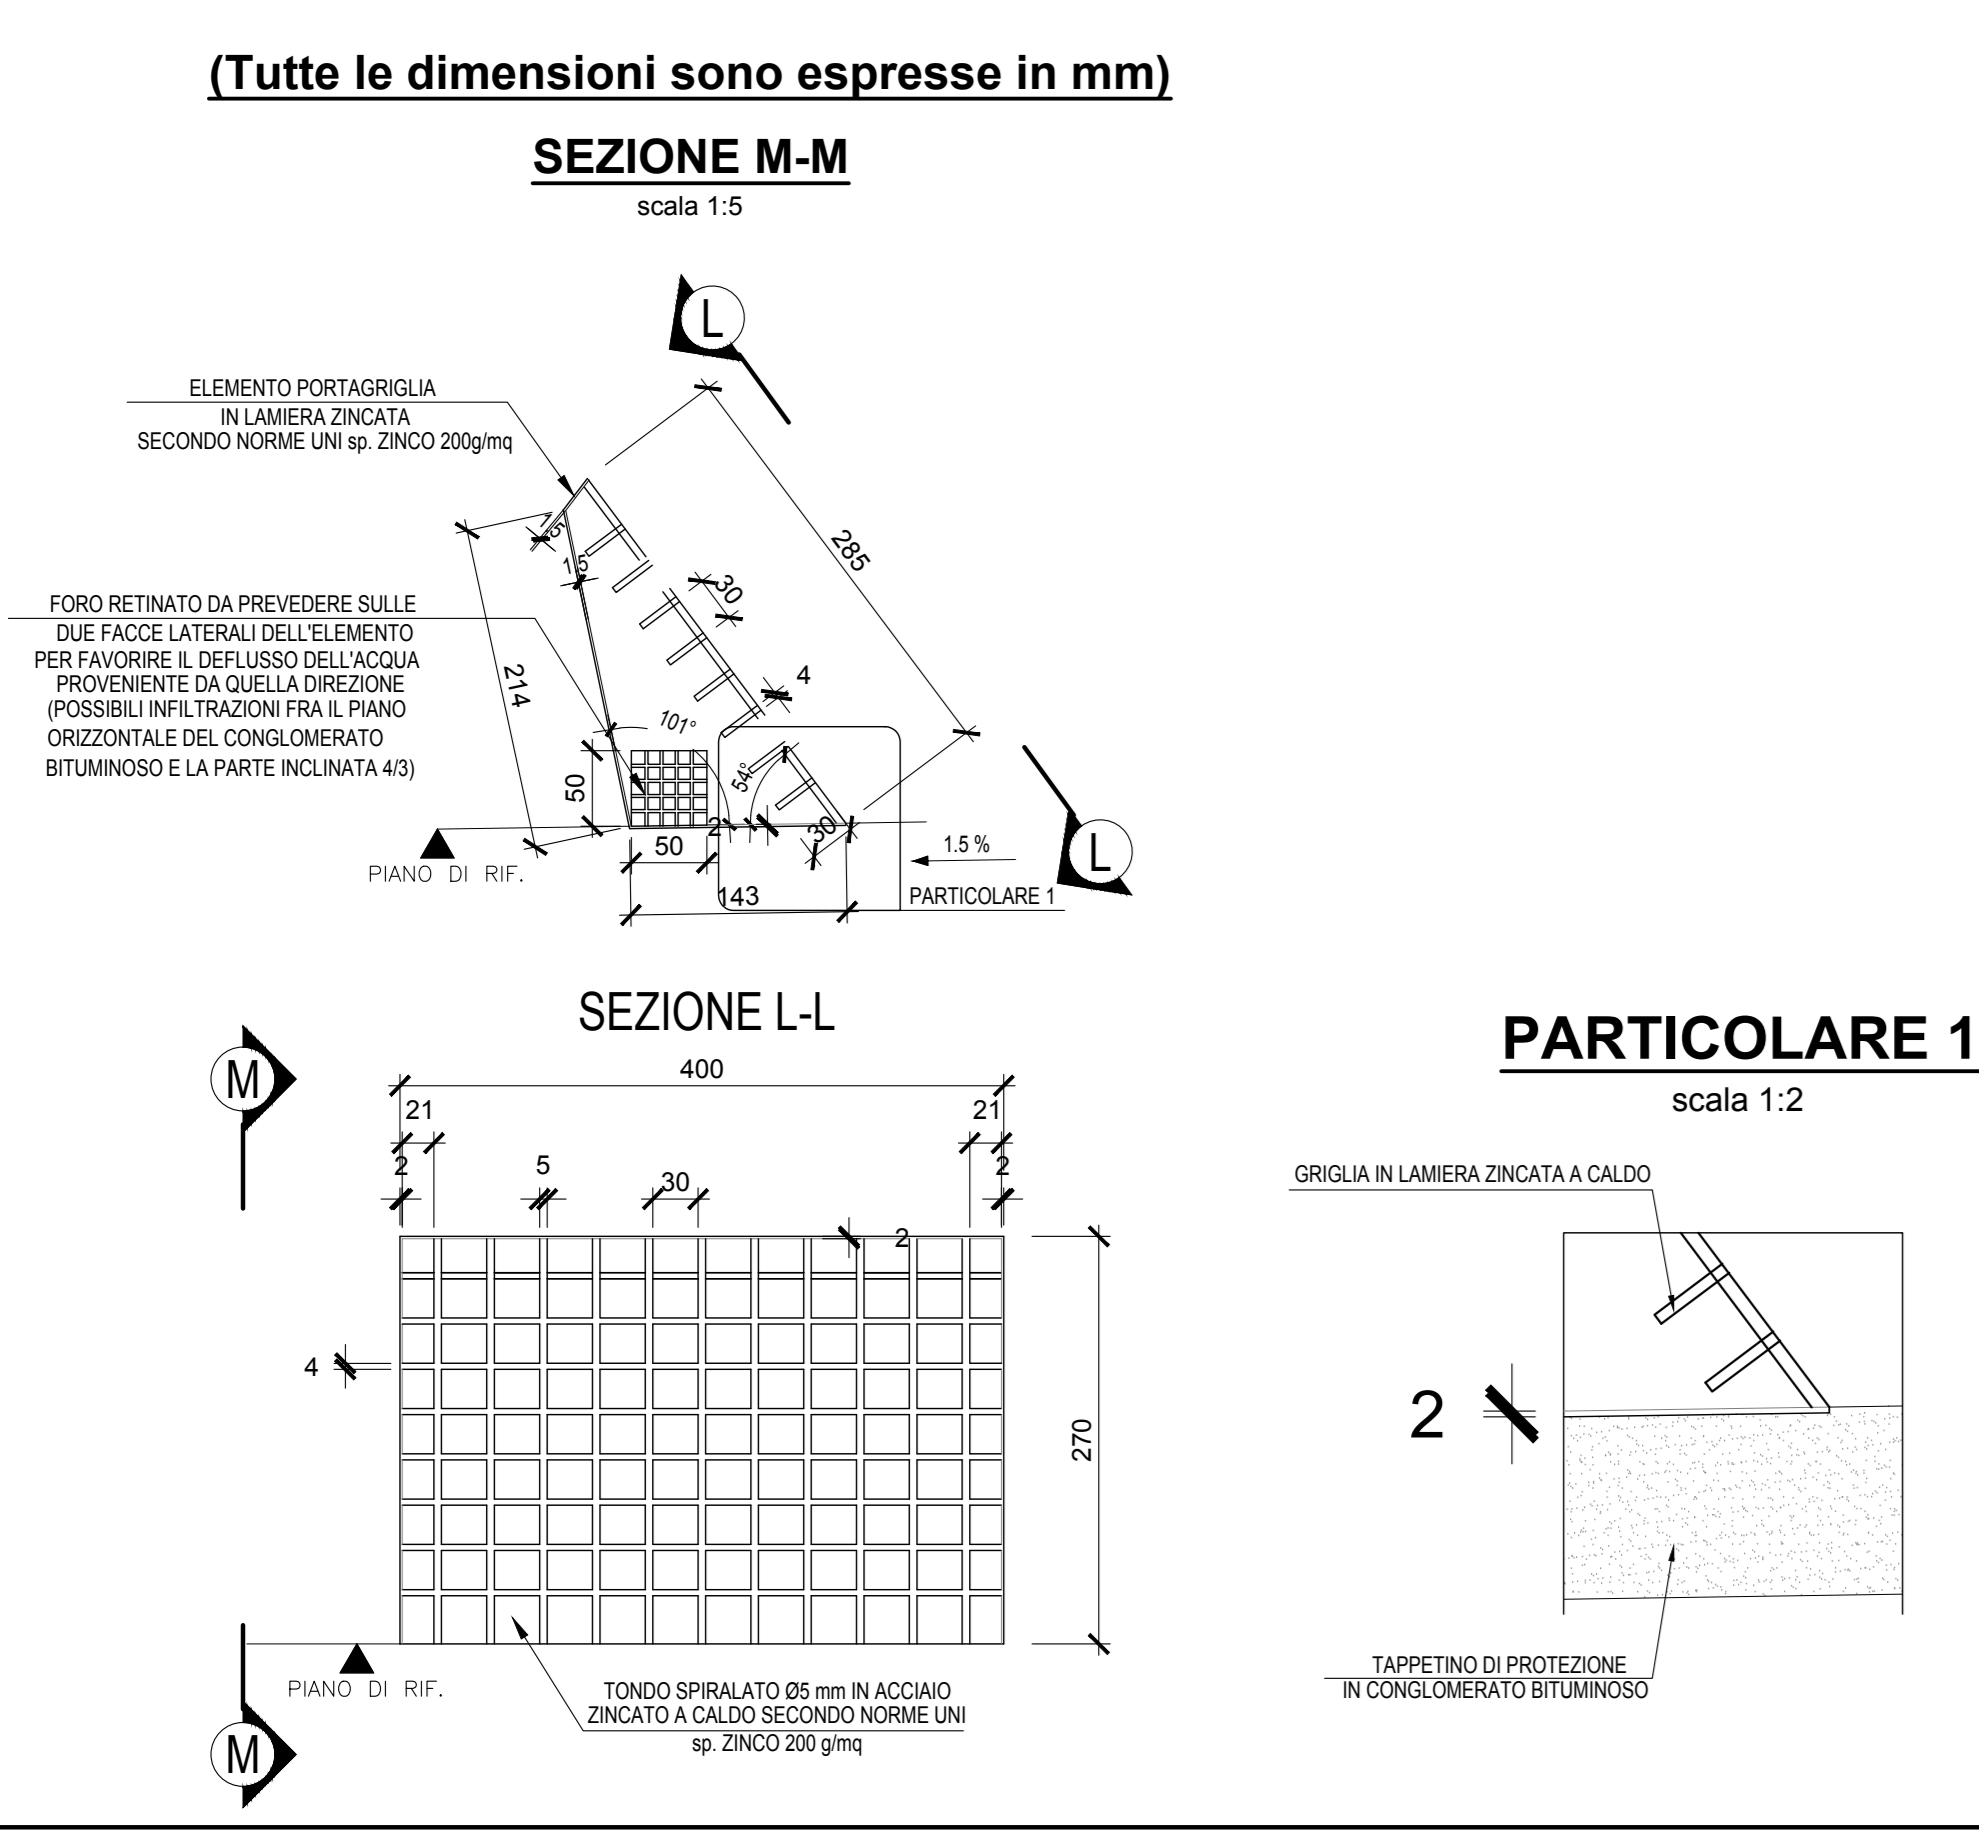 (Tutte le dimensioni sono espresse in mm)
SEZIONE M-M
scala 1:5
L
ELEMENTO PORTAGRIGLIA
IN LAMIERA ZINCATA
SECONDO NORME UNI sp. ZINCO 200g/mq
1.5
1.5
285
30
FORO RETINATO DA PREVEDERE SULLE
DUE FACCE LATERALI DELL'ELEMENTO
PER FAVORIRE IL DEFLUSSO DELL'ACQUA
PROVENIENTE DA QUELLA DIREZIONE
(POSSIBILI INFILTRAZIONI FRA IL PIANO
ORIZZONTALE DEL CONGLOMERATO
BITUMINOSO E LA PARTE INCLINATA 4/3)
214
4
101°
54°
50
2
30
50
1.5 %
L
PIANO DI RIF.
143
PARTICOLARE 1
SEZIONE L-L
M
400
21
21
2
5
30
2
2
4
270
PIANO DI RIF.
M
TONDO SPIRALATO Ø5 mm IN ACCIAIO
ZINCATO A CALDO SECONDO NORME UNI
sp. ZINCO 200 g/mq
PARTICOLARE 1
scala 1:2
GRIGLIA IN LAMIERA ZINCATA A CALDO
2
TAPPETINO DI PROTEZIONE
IN CONGLOMERATO BITUMINOSO